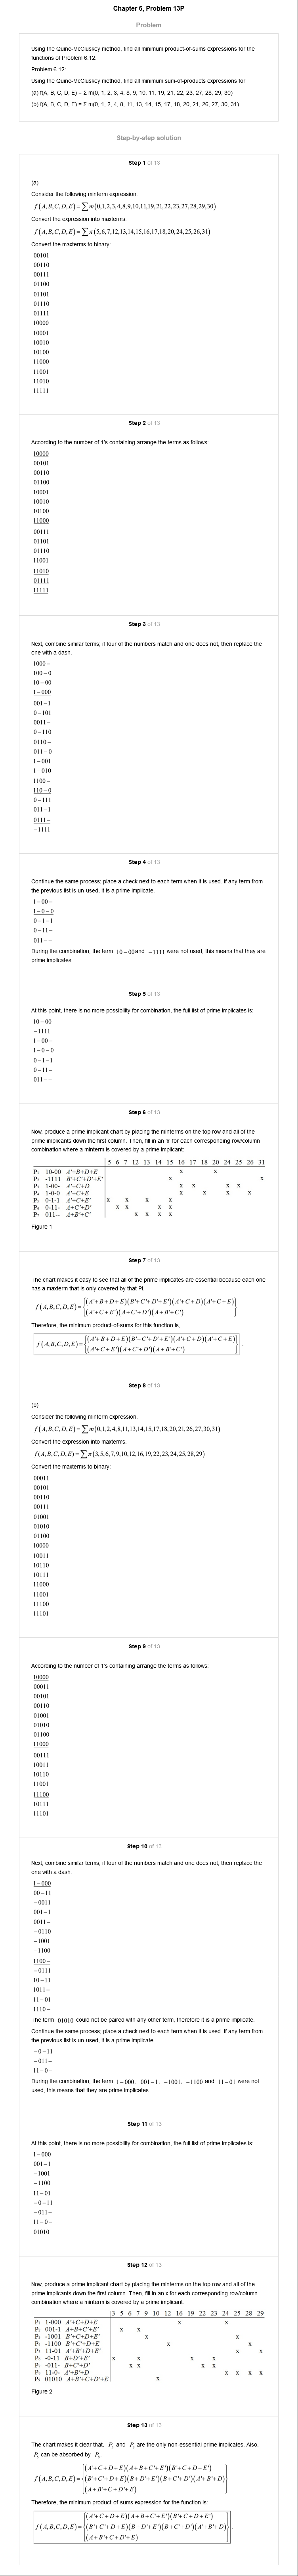 Chapter 6, Problem 13P
Problem
Using the Quine-McCluskey method, find all minimum product-of-sums expressions for the
functions of Problem 6.12.
Problem 6.12:
Using the Quine-McCluskey method, find all minimum sum-of-products expressions for
(a) f(A, B, C, D, E) = Σ m(0, 1, 2, 3, 4, 8, 9, 10, 11, 19, 21, 22, 23, 27, 28, 29, 30)
(b) f(A, B, C, D, E) = Σ m(0, 1, 2, 4, 8, 11, 13, 14, 15, 17, 18, 20, 21, 26, 27, 30, 31)
Step-by-step solution
Step 1 of 13
(a)
Consider the following minterm expression.
f(A,B,C,D,E)=∑m(0,1,2,3,4,8,9,10,11,19,21,22,23,27,28,29,30)
Convert the expression into maxterms.
f(A,B,C,D,E)=∑π(5,6,7,12,13,14,15,16,17,18,20,24,25,26,31)
Convert the maxterms to binary:
00101
00110
00111
01100
01101
01110
01111
10000
10001
10010
10100
11000
11001
11010
11111
Step 2 of 13
According to the number of 1's containing arrange the terms as follows:
10000
00101
00110
01100
10001
10010
10100
11000
00111
01101
01110
11001
11010
01111
11111
Step 3 of 13
Next, combine similar terms; if four of the numbers match and one does not, then replace the
one with a dash.
1000–
100–0
10–00
1–000
001–1
0–101
0011–
0–110
0110–
011–0
1–001
1–010
1100–
110–0
0–111
011–1
0111–
–1111
Step 4 of 13
Continue the same process; place a check next to each term when it is used. If any term from
the previous list is un-used, it is a prime implicate.
1–00–
1–0–0
0–1–1
0–11–
011––
During the combination, the term 10–00 and –1111 were not used, this means that they are
prime implicates.
Step 5 of 13
At this point, there is no more possibility for combination, the full list of prime implicates is:
10–00
–1111
1–00–
1–0–0
0–1–1
0–11–
011––
Step 6 of 13
Now, produce a prime implicant chart by placing the minterms on the top row and all of the
prime implicants down the first column. Then, fill in an 'x' for each corresponding row/column
combination where a minterm is covered by a prime implicant:
5 6 7 12 13 14 15 16 17 18 20 24 25 26 31
P₁ 10-00 A'+B+D+E x x
P₂ -1111 B'+C'+D'+E' x x
P₃ 1-00- A'+C+D x x x x
P₄ 1-0-0 A'+C+E x x x x
P₅ 0-1-1 A'+C+E' x x x x
P₆ 0-11- A+C'+D' x x x x
P₇ 011-- A+B'+C' x x x x
Figure 1
Step 7 of 13
The chart makes it easy to see that all of the prime implicates are essential because each one
has a maxterm that is only covered by that PI.
f(A,B,C,D,E)={(A'+B+D+E)(B'+C'+D'+E')(A'+C+D)(A'+C+E)
(A'+C+E')(A+C'+D')(A+B'+C')}
Therefore, the minimum product-of-sums for this function is,
f(A,B,C,D,E)={(A'+B+D+E)(B'+C'+D'+E')(A'+C+D)(A'+C+E)
(A'+C+E')(A+C'+D')(A+B'+C')}.
Step 8 of 13
(b)
Consider the following minterm expression.
f(A,B,C,D,E)=∑m(0,1,2,4,8,11,13,14,15,17,18,20,21,26,27,30,31)
Convert the expression into maxterms.
f(A,B,C,D,E)=∑π(3,5,6,7,9,10,12,16,19,22,23,24,25,28,29)
Convert the maxterms to binary:
00011
00101
00110
00111
01001
01010
01100
10000
10011
10110
10111
11000
11001
11100
11101
Step 9 of 13
According to the number of 1's containing arrange the terms as follows:
10000
00011
00101
00110
01001
01010
01100
11000
00111
10011
10110
11001
11100
10111
11101
Step 10 of 13
Next, combine similar terms; if four of the numbers match and one does not, then replace the
one with a dash.
1–000
00–11
–0011
001–1
0011–
–0110
–1001
–1100
1100–
–0111
10–11
1011–
11–01
1110–
The term 01010 could not be paired with any other term, therefore it is a prime implicate.
Continue the same process; place a check next to each term when it is used. If any term from
the previous list is un-used, it is a prime implicate.
–0–11
–011–
11–0–
During the combination, the term 1–000, 001–1, –1001, –1100 and 11–01 were not
used, this means that they are prime implicates.
Step 11 of 13
At this point, there is no more possibility for combination, the full list of prime implicates is:
1–000
001–1
–1001
–1100
11–01
–0–11
–011–
11–0–
01010
Step 12 of 13
Now, produce a prime implicant chart by placing the minterms on the top row and all of the
prime implicants down the first column. Then, fill in an x for each corresponding row/column
combination where a minterm is covered by a prime implicant:
3 5 6 7 9 10 12 16 19 22 23 24 25 28 29
P₁ 1-000 A'+C+D+E x x
P₂ 001-1 A+B+C'+E' x x
P₃ -1001 B'+C+D+E' x x
P₄ -1100 B'+C'+D+E x x
P₅ 11-01 A'+B'+D+E' x x
P₆ -0-11 B+D'+E' x x x x
P₇ -011- B+C'+D' x x x x
P₈ 11-0- A'+B'+D x x x x
P₉ 01010 A+B'+C+D'+E x
Figure 2
Step 13 of 13
The chart makes it clear that, P₅ and P₈ are the only non-essential prime implicates. Also,
P₅ can be absorbed by P₈.
f(A,B,C,D,E)={(A'+C+D+E)(A+B+C'+E')(B'+C+D+E')
(B'+C'+D+E)(B+D'+E')(B+C'+D')(A'+B'+D)
(A+B'+C+D'+E)}
Therefore, the minimum product-of-sums expression for the function is:
f(A,B,C,D,E)={(A'+C+D+E)(A+B+C'+E')(B'+C+D+E')
(B'+C'+D+E)(B+D'+E')(B+C'+D')(A'+B'+D)
(A+B'+C+D'+E)}.